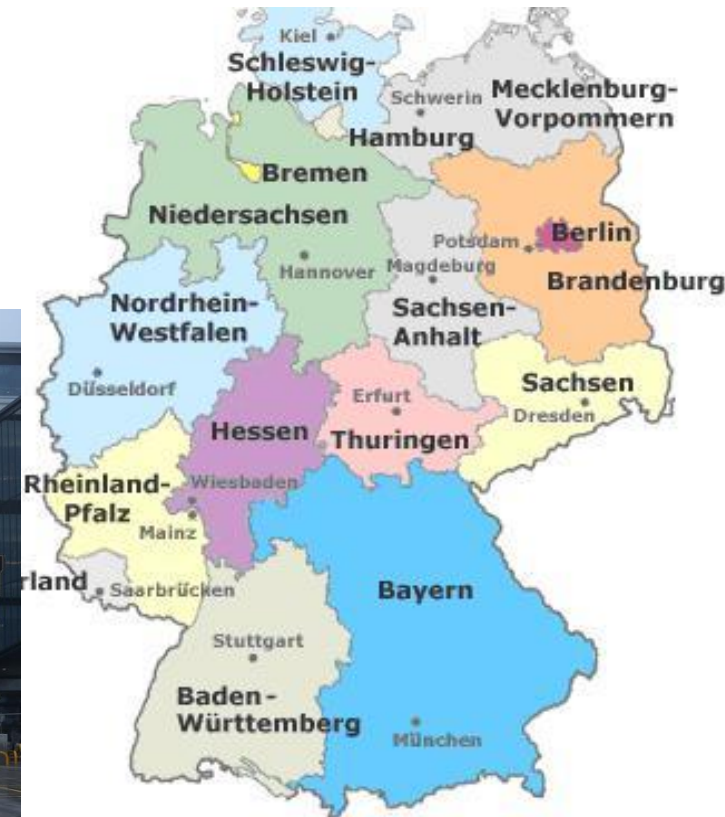 Kiel
Schleswig-
Holstein
Schwerin
Mecklenburg-
Vorpommern
Hamburg
Bremen
Niedersachsen
Hannover
Magdeburg
Potsdam
Berlin
Brandenburg
Nordrhein-
Westfalen
Düsseldorf
Sachsen-
Anhalt
Sachsen
Dresden
Erfurt
Thuringen
Hessen
Wiesbaden
Rheinland-
Pfalz
Mainz
rland
Saarbrücken
Bayern
Stuttgart
Baden-
Württemberg
München